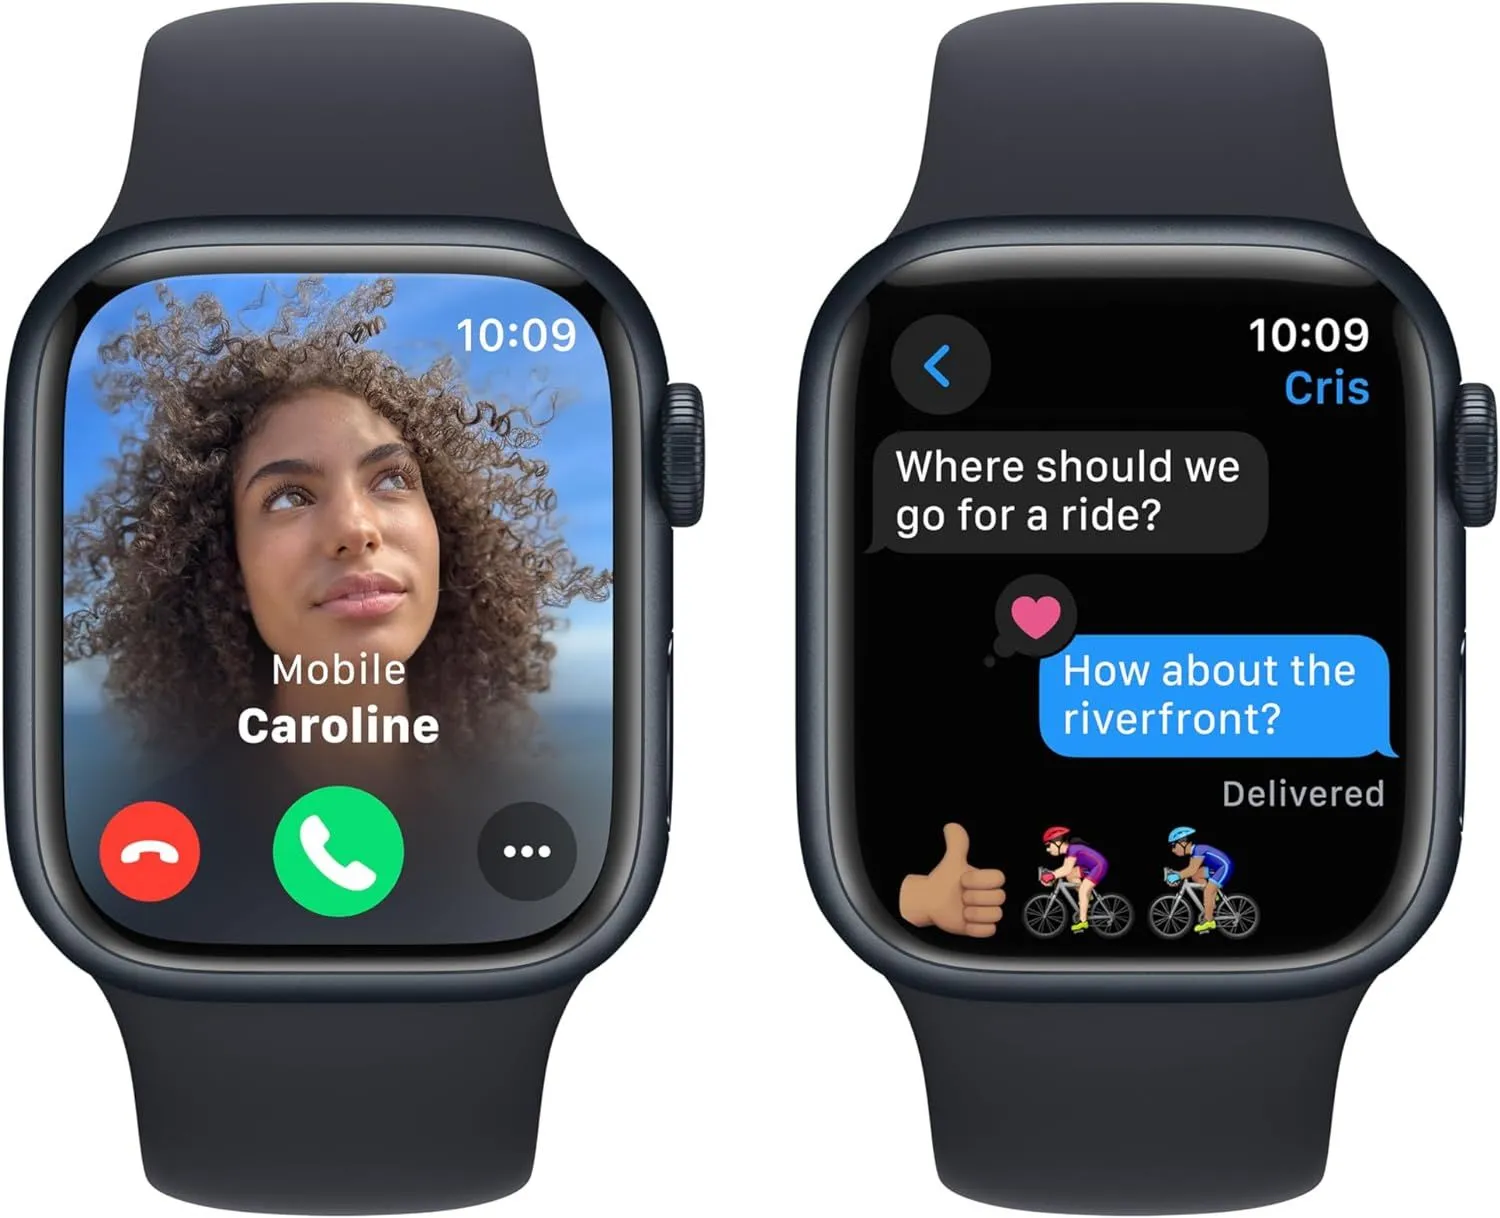 10:09
Mobile
Caroline
10:09
Cris
Where should we
go for a ride?
How about the
riverfront?
Delivered